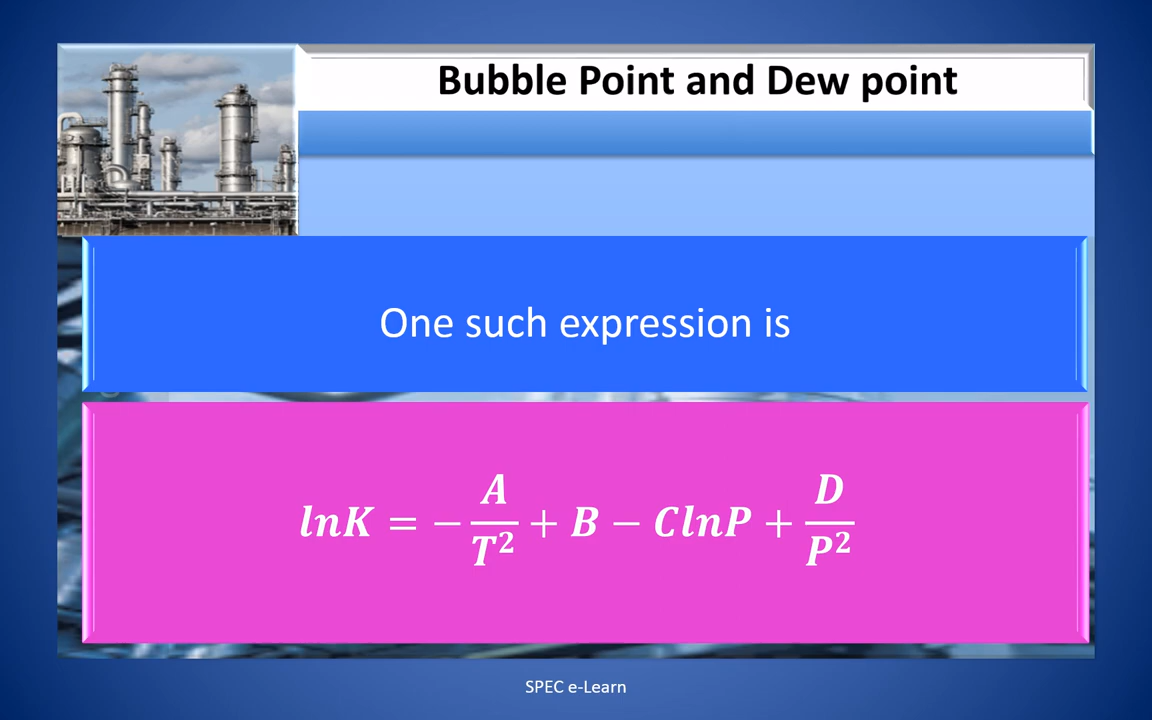 Bubble Point and Dew point
One such expression is
lnK = −A/T² + B − ClnP + D/P²
SPEC e-Learn